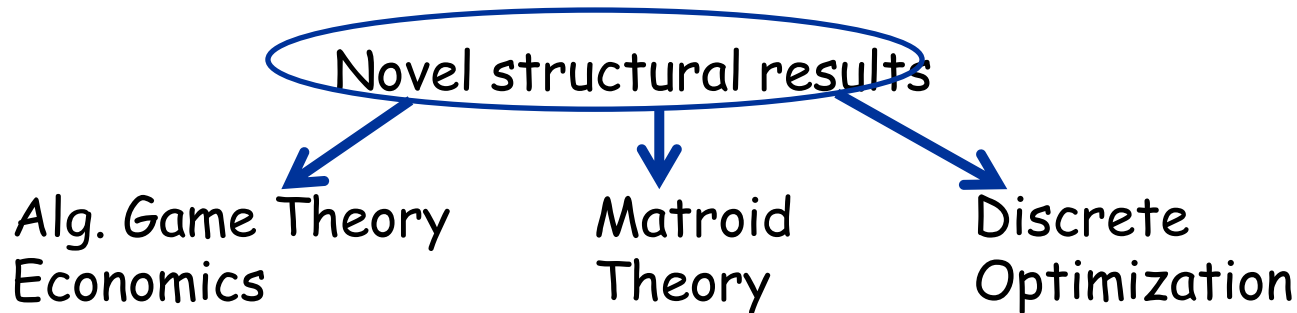 Novel structural results
Alg. Game Theory
Economics
Matroid
Theory
Discrete
Optimization